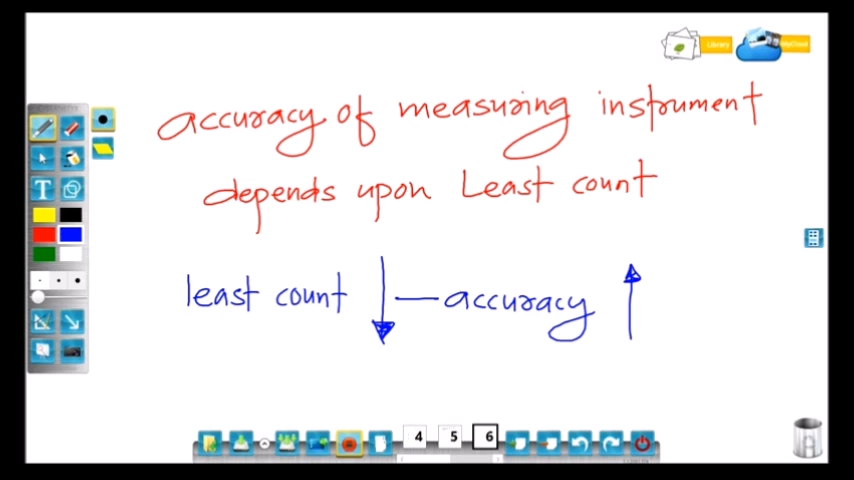 Library
MyCloud
accuracy of measuring instrument
depends upon Least count
least count ↓ — accuracy ↑
T
4 5 6